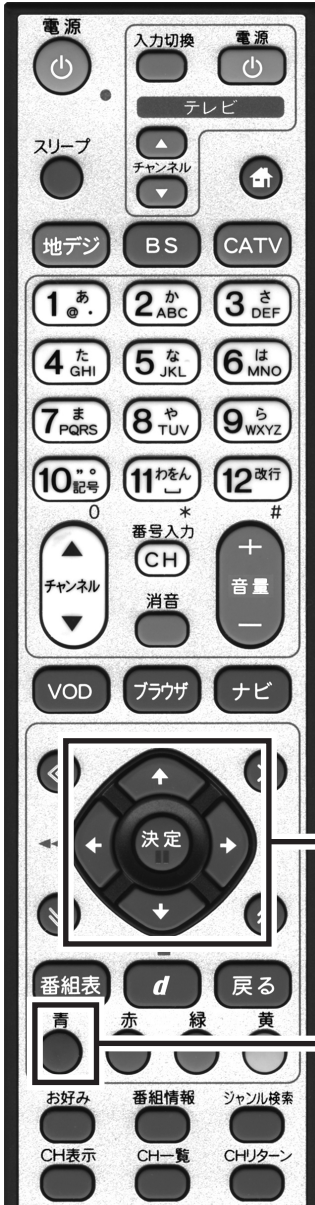 電源
入力切換
電源
テレビ
スリープ
チャンネル
地デジ
BS
CATV
1 あ @.
2 か ABC
3 さ DEF
4 た GHI
5 な JKL
6 は MNO
7 ま PQRS
8 や TUV
9 ら WXYZ
10 ゛゜ 記号
11 わをん
12 改行
0
*
#
番号入力
CH
チャンネル
音量
＋
－
消音
VOD
ブラウザ
ナビ
決定
番組表
d
戻る
青
赤
緑
黄
お好み
番組情報
ジャンル検索
CH表示
CH一覧
CHリターン